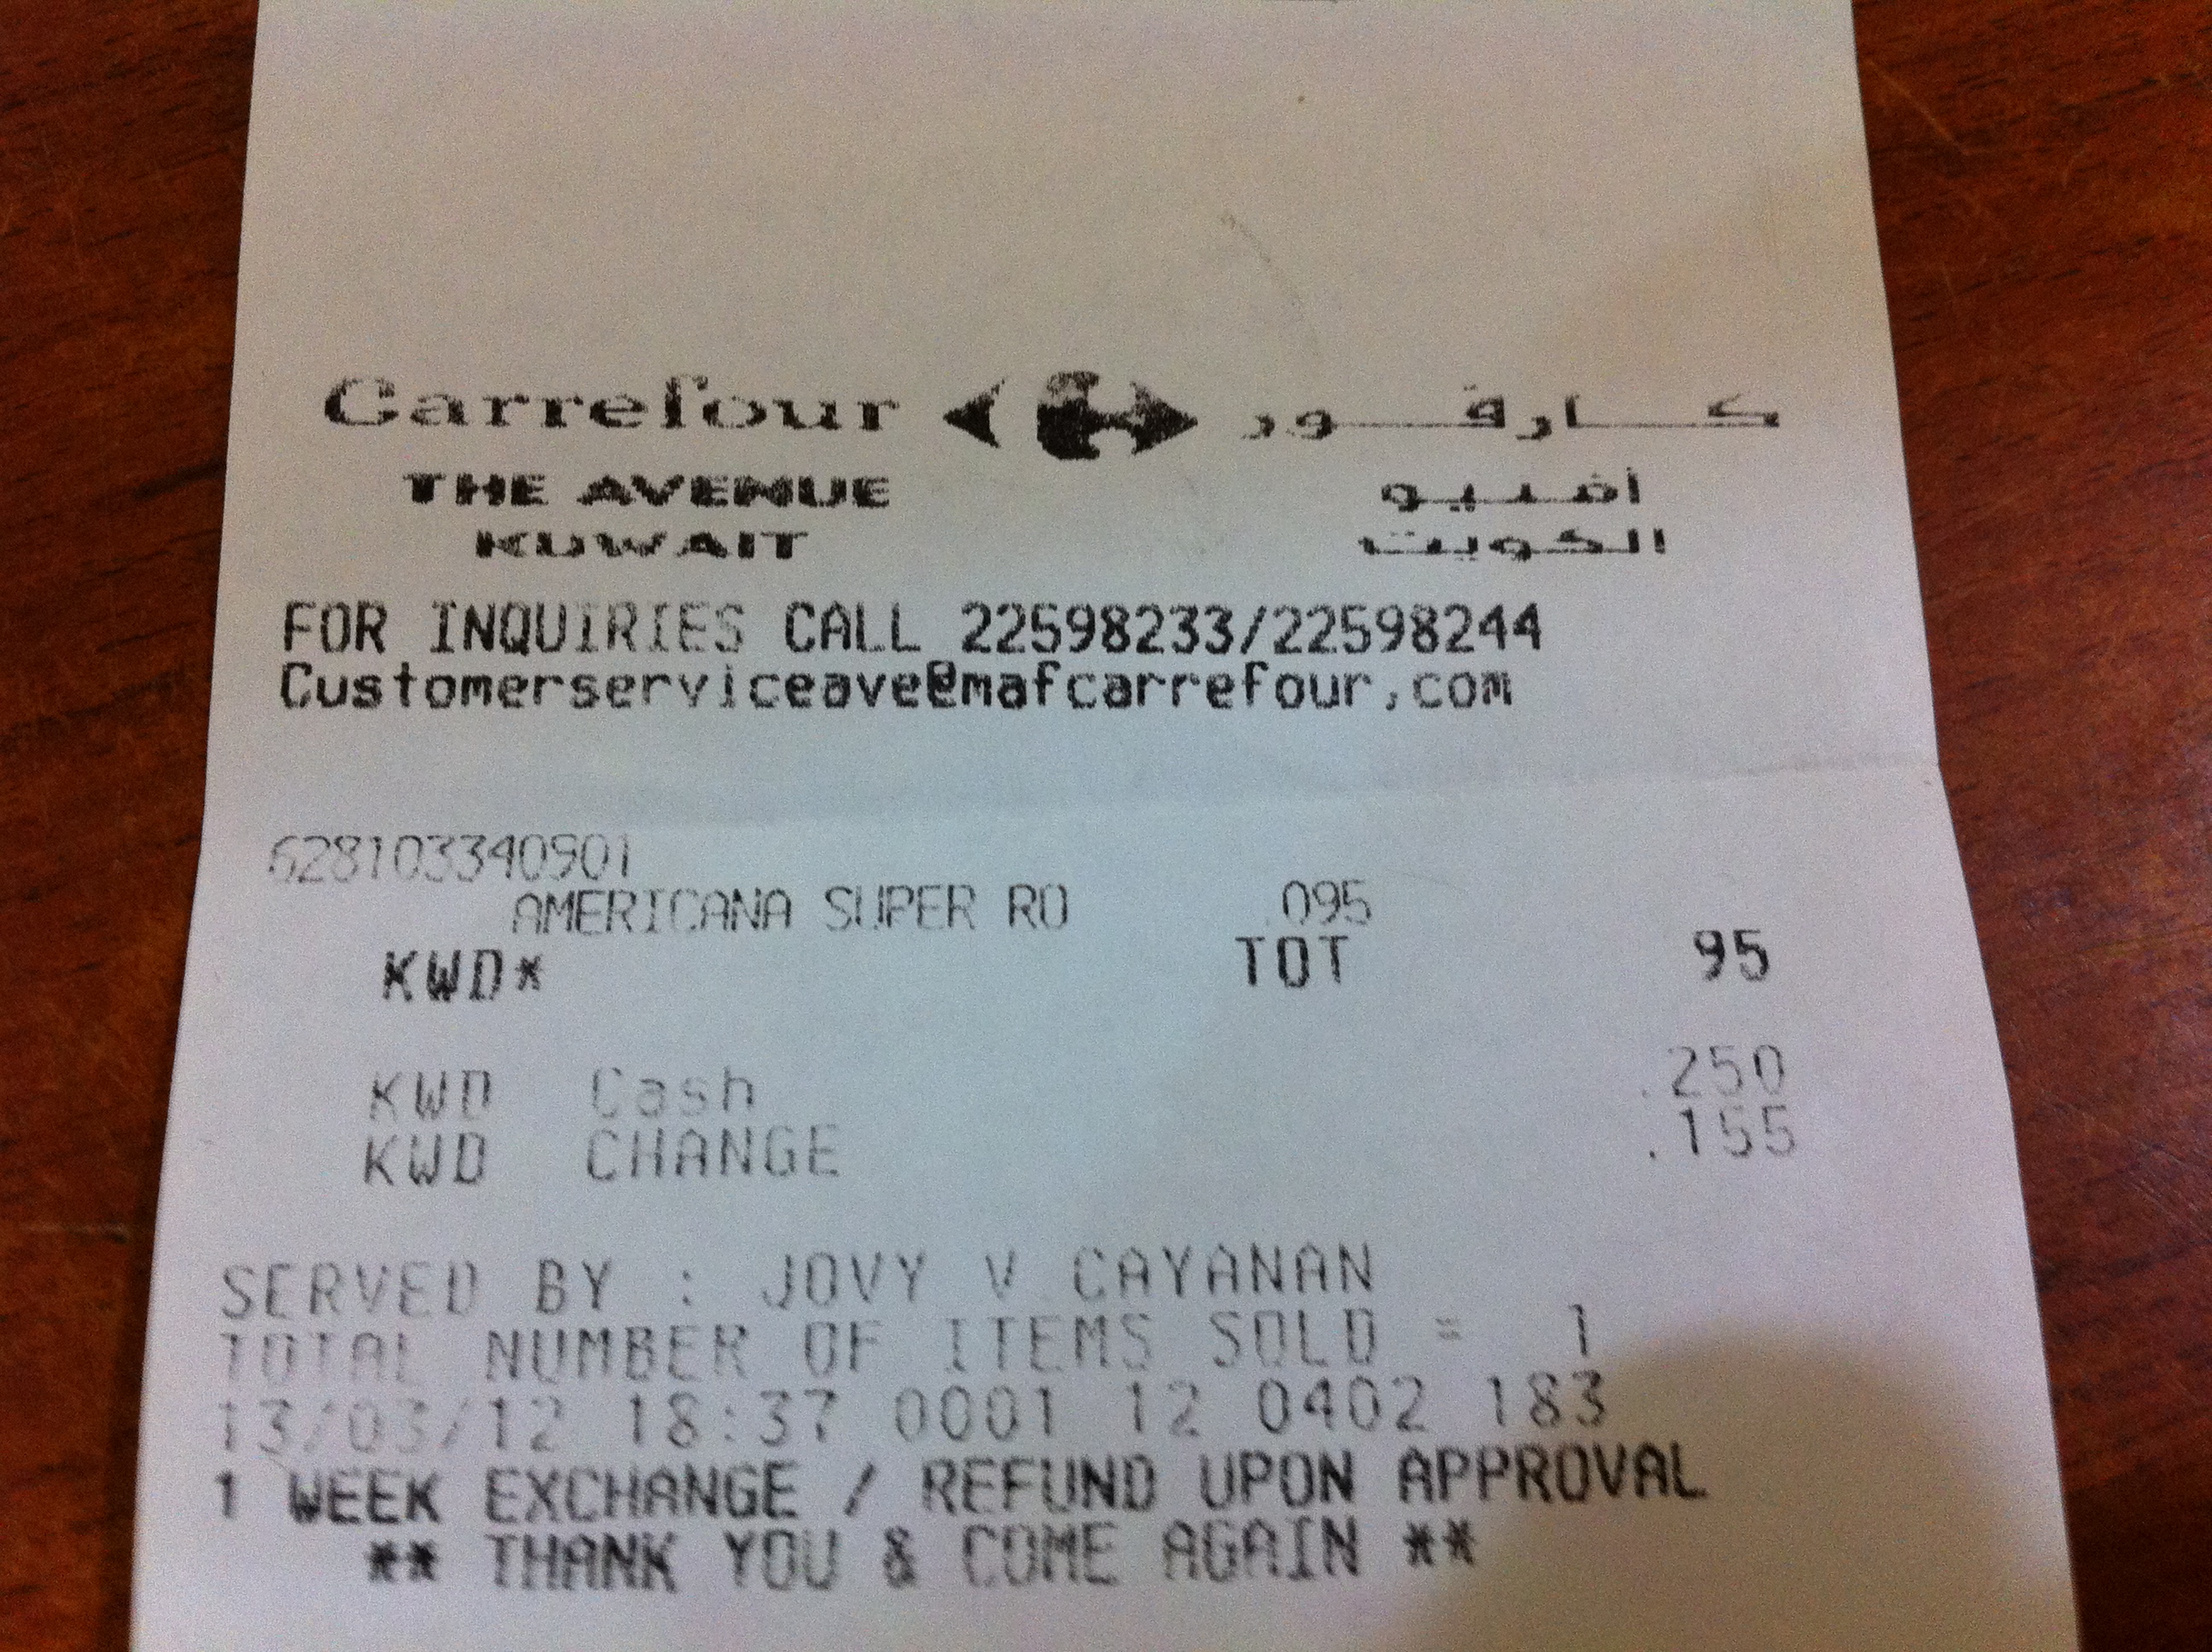 Carrefour كارفور
THE AVENUE أفنيو
KUWAIT الكويت
FOR INQUIRIES CALL 22598233/22598244
Customerserviceave@mafcarrefour.com
628103340901
AMERICANA SUPER RO .095
KWD* TOT 95
KWD Cash .250
KWD CHANGE .155
SERVED BY : JOVY V CAYANAN
TOTAL NUMBER OF ITEMS SOLD = 1
13/03/12 18:37 0001 12 0402 183
1 WEEK EXCHANGE / REFUND UPON APPROVAL
** THANK YOU & COME AGAIN **